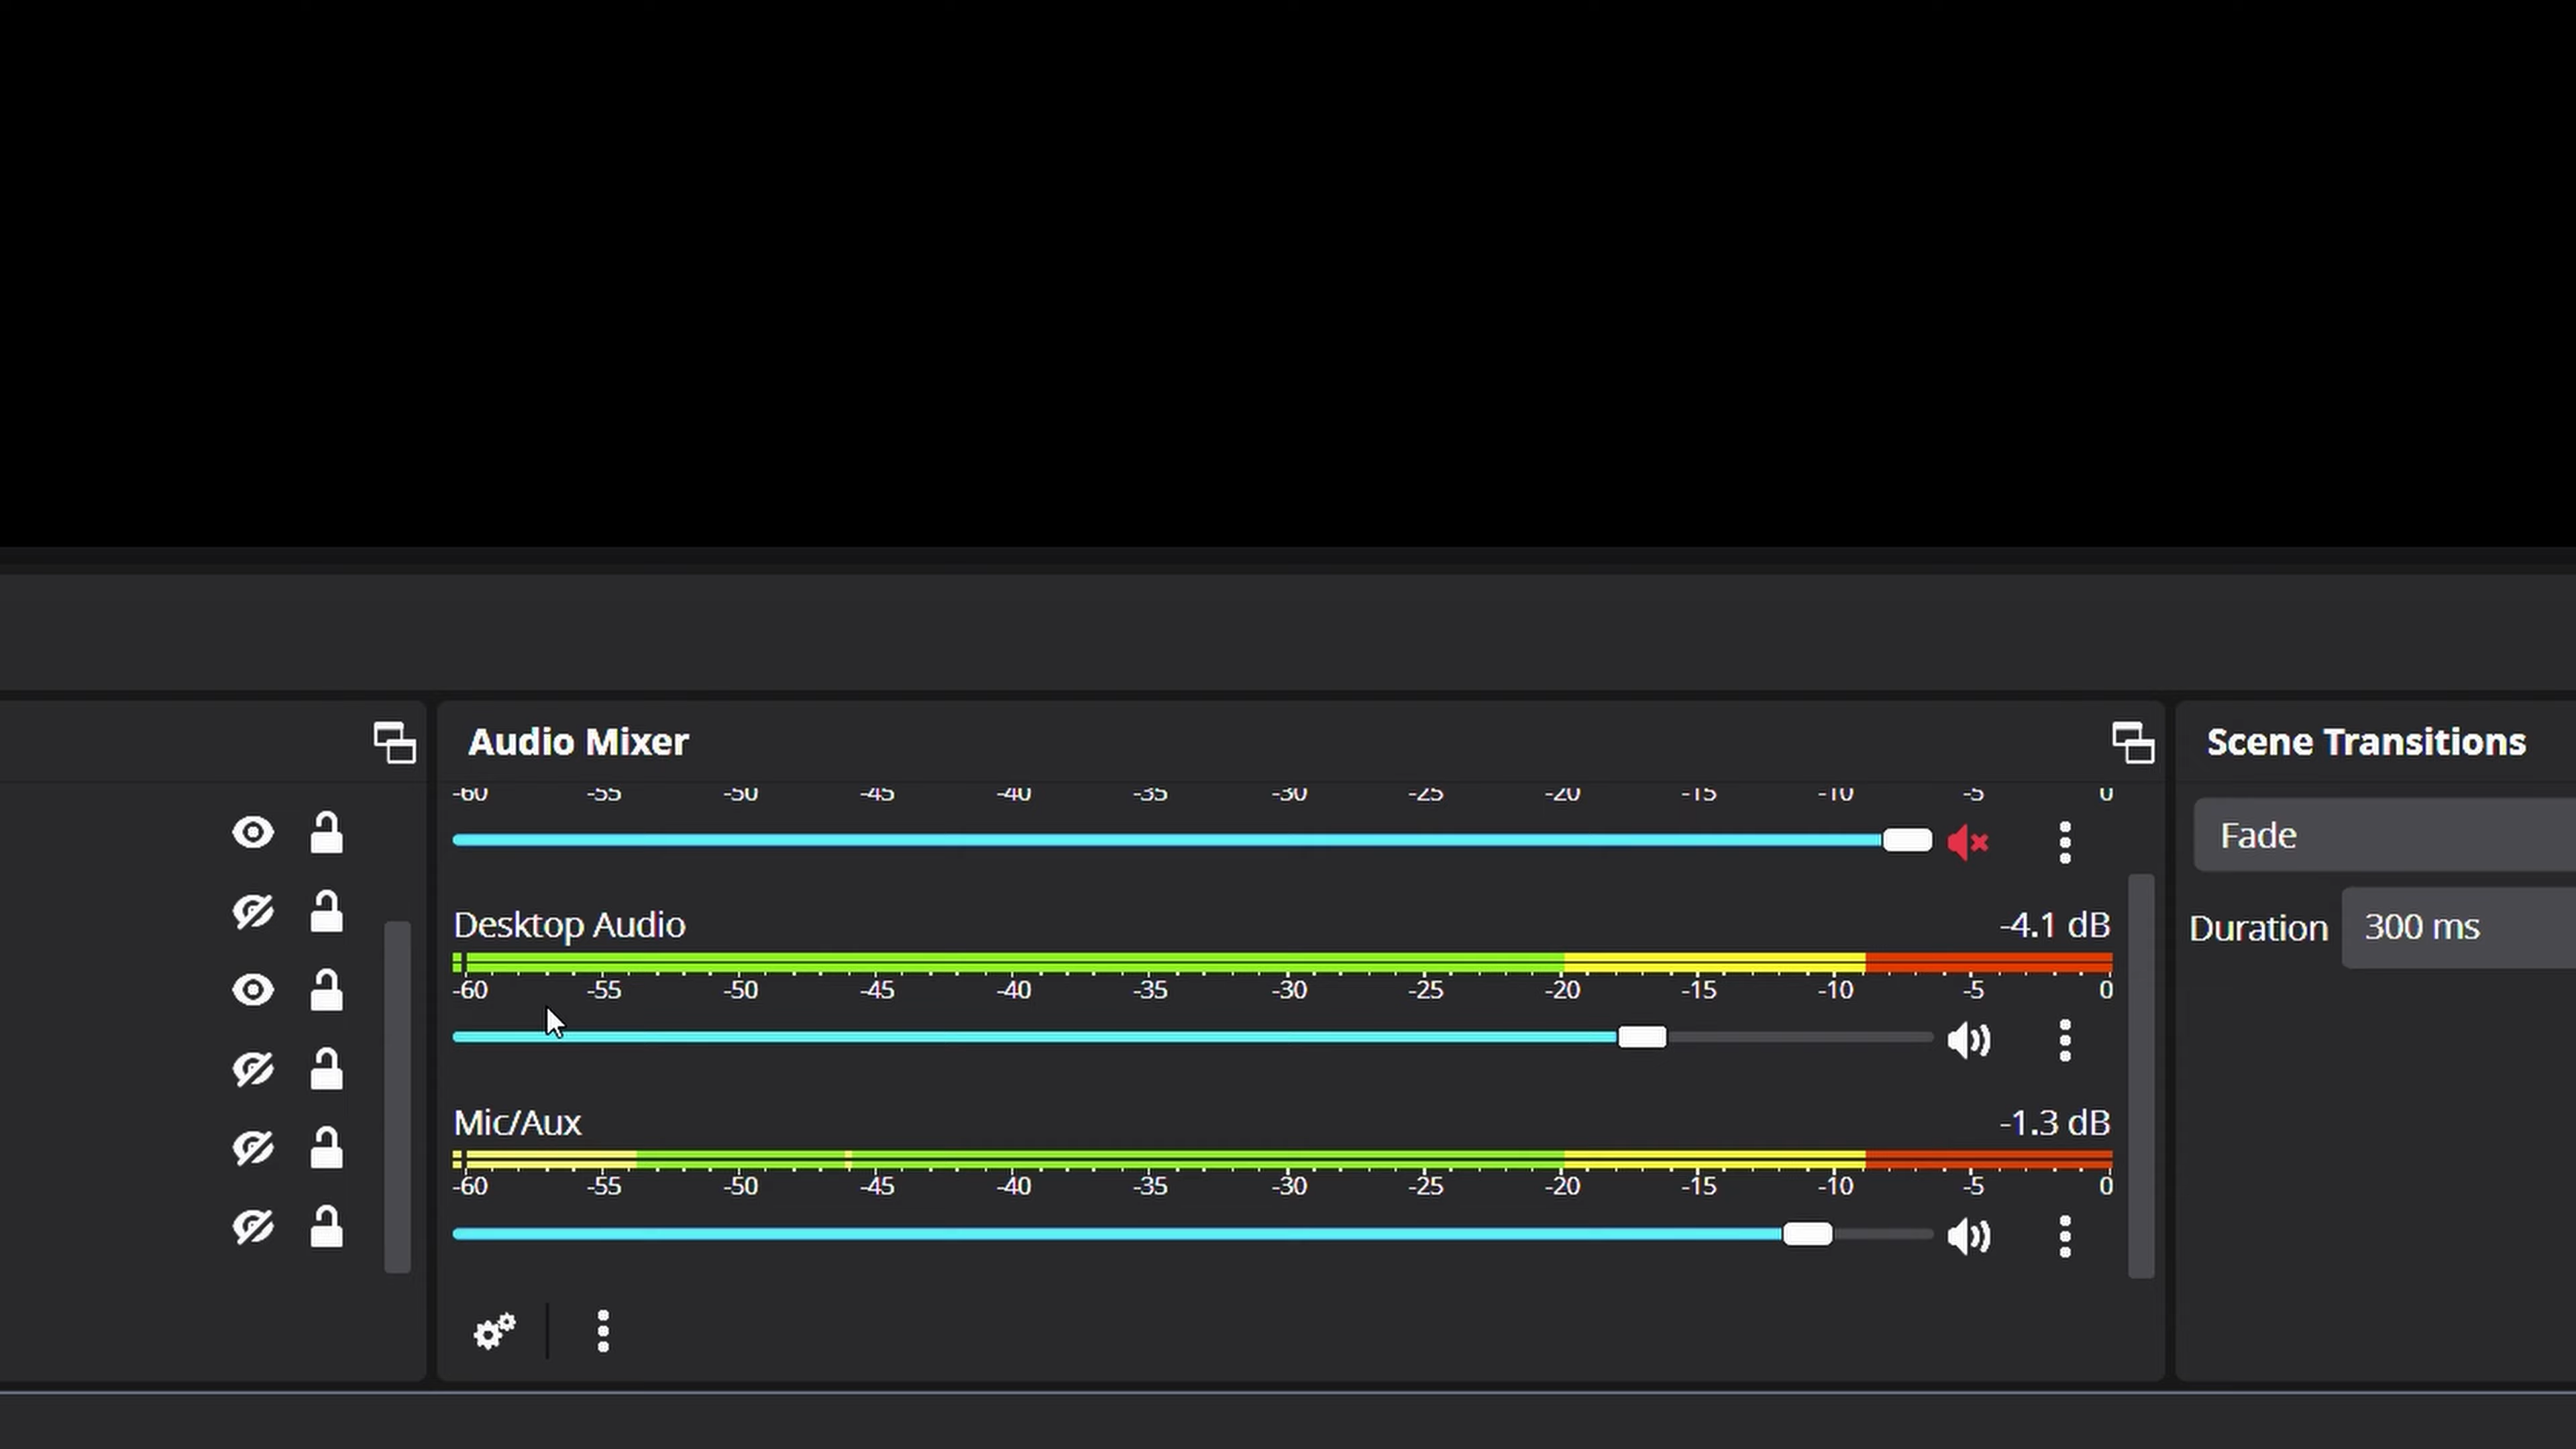 Audio Mixer
Scene Transitions
-60 -55 -50 -45 -40 -35 -30 -25 -20 -15 -10 -5 0
Fade
Desktop Audio -4.1 dB
Duration 300 ms
-60 -55 -50 -45 -40 -35 -30 -25 -20 -15 -10 -5 0
Mic/Aux -1.3 dB
-60 -55 -50 -45 -40 -35 -30 -25 -20 -15 -10 -5 0